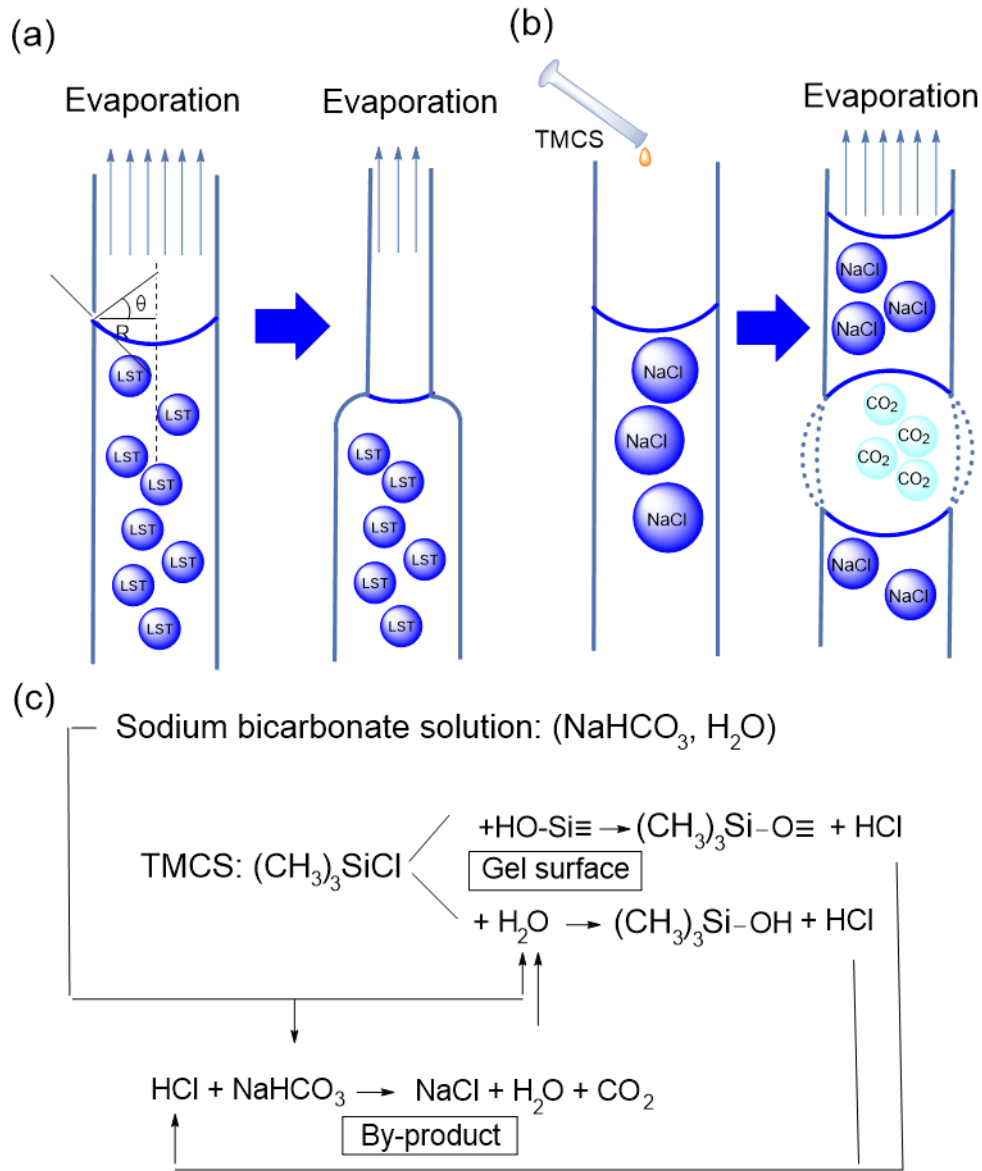 (a)
Evaporation
Evaporation
θ
R
LST
LST
LST
LST
LST
LST
LST
LST
LST
LST
LST
LST
LST
LST
(b)
TMCS
Evaporation
NaCl
NaCl
NaCl
NaCl
NaCl
NaCl
CO₂
CO₂
CO₂
CO₂
NaCl
NaCl
(c)
Sodium bicarbonate solution: (NaHCO₃, H₂O)
+HO-Si≡ → (CH₃)₃Si–O≡ + HCl
TMCS: (CH₃)₃SiCl
Gel surface
+ H₂O → (CH₃)₃Si–OH + HCl
HCl + NaHCO₃ → NaCl + H₂O + CO₂
By-product